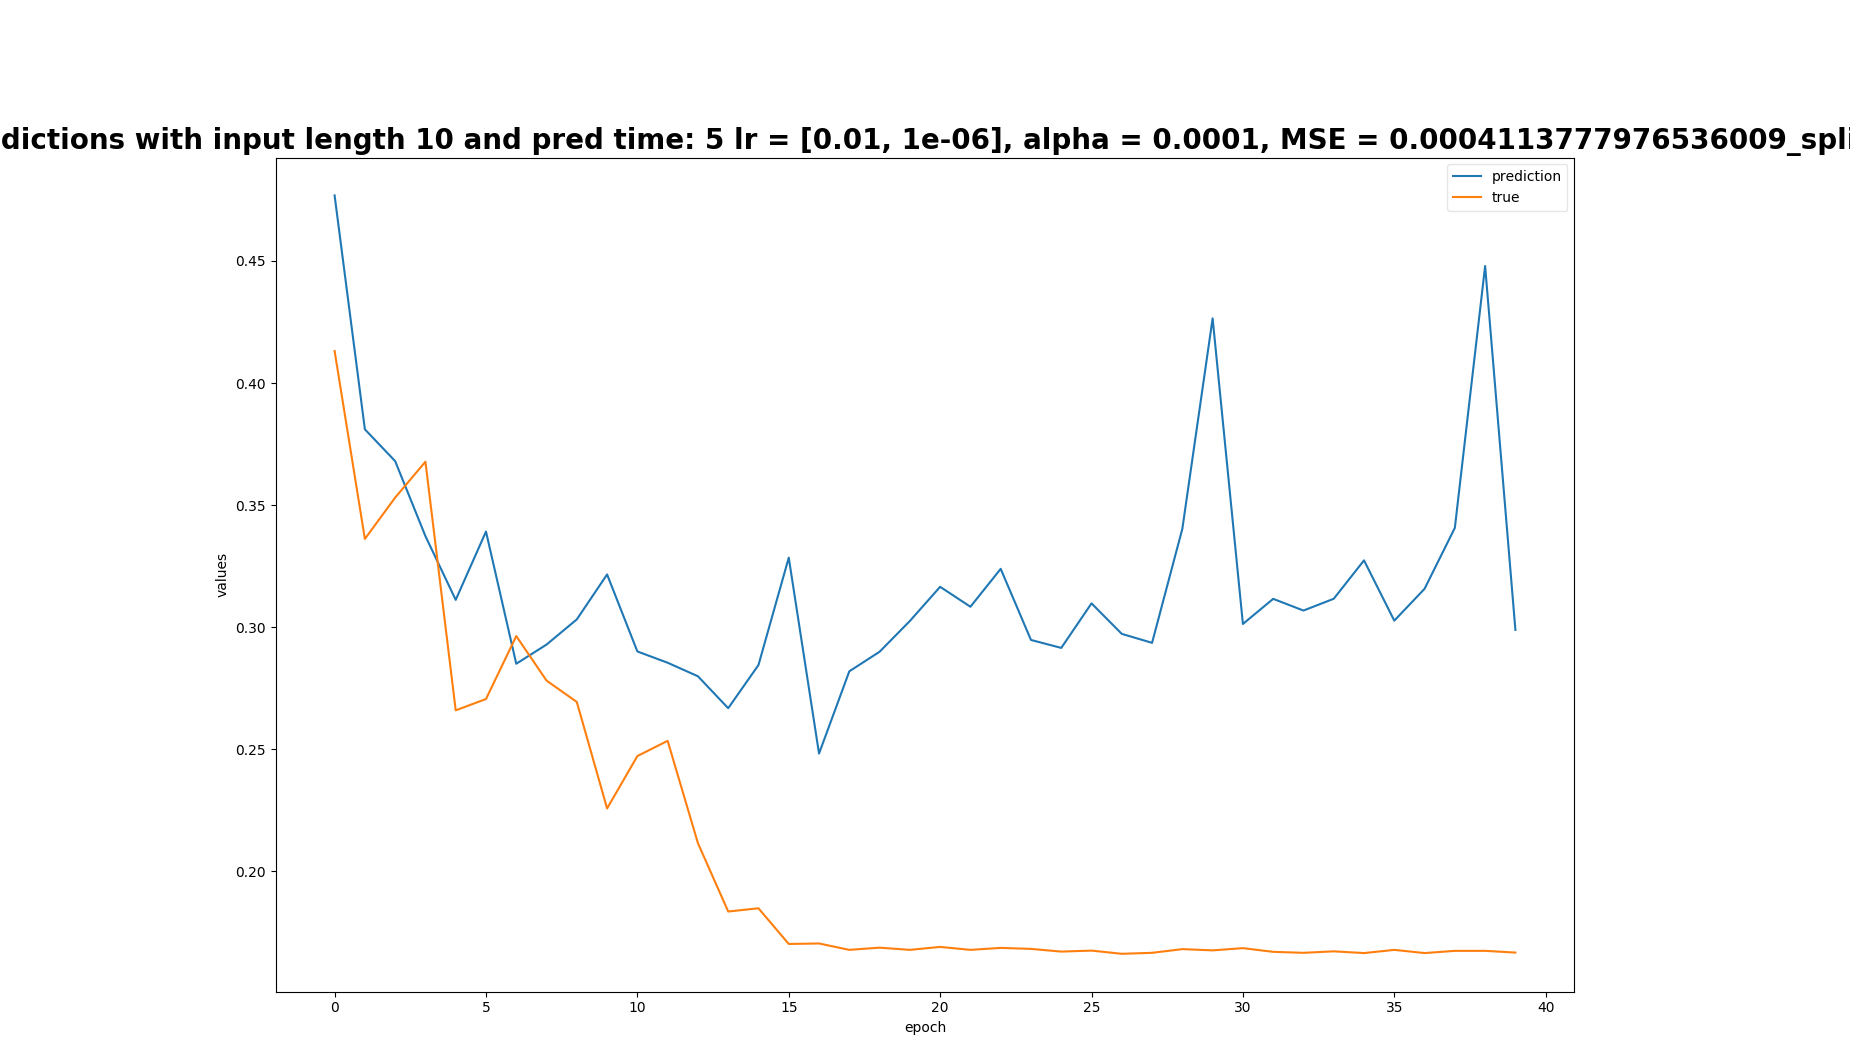 dictions with input length 10 and pred time: 5 lr = [0.01, 1e-06], alpha = 0.0001, MSE = 0.0004113777976536009_spli
prediction
true
0.45
0.40
0.35
0.30
0.25
0.20
values
0 5 10 15 20 25 30 35 40
epoch